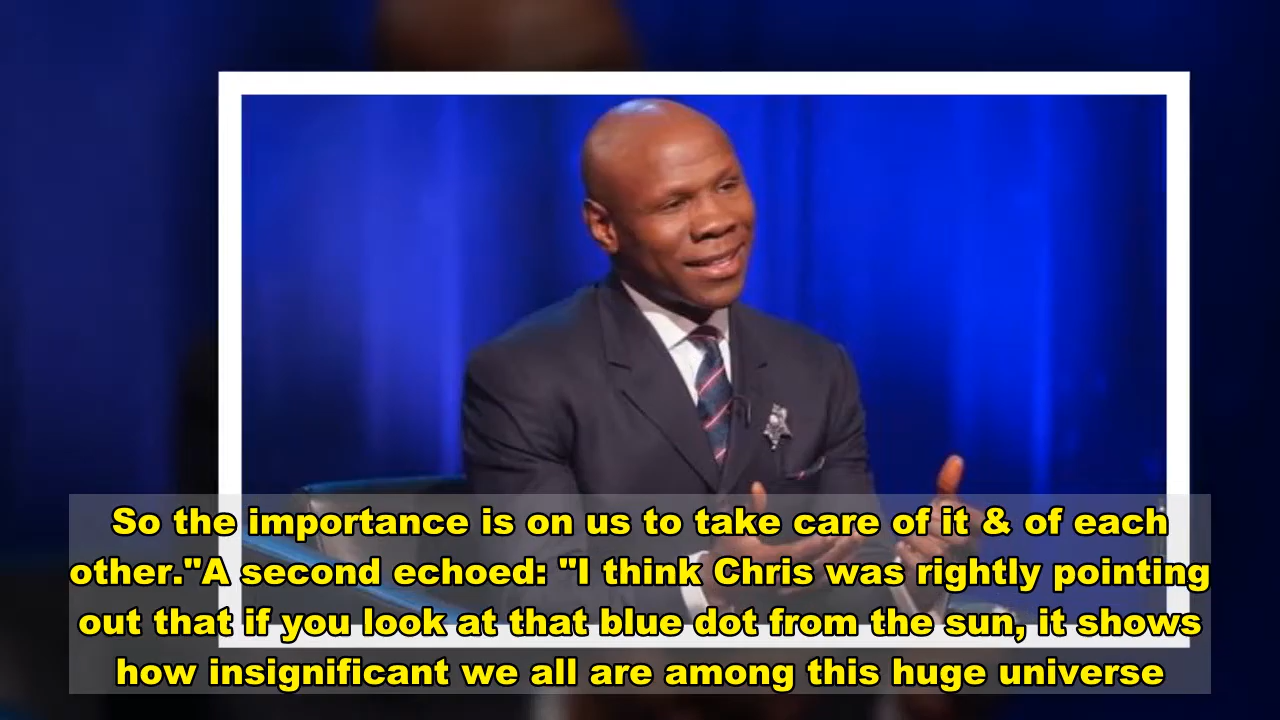 So the importance is on us to take care of it & of each
other."A second echoed: "I think Chris was rightly pointing
out that if you look at that blue dot from the sun, it shows
how insignificant we all are among this huge universe